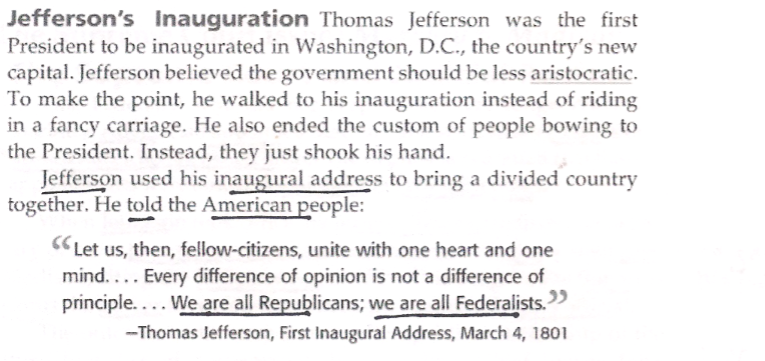 Jefferson's Inauguration Thomas Jefferson was the first
President to be inaugurated in Washington, D.C., the country's new
capital. Jefferson believed the government should be less aristocratic.
To make the point, he walked to his inauguration instead of riding
in a fancy carriage. He also ended the custom of people bowing to
the President. Instead, they just shook his hand.
Jefferson used his inaugural address to bring a divided country
together. He told the American people:
“Let us, then, fellow-citizens, unite with one heart and one
mind. . . . Every difference of opinion is not a difference of
principle. . . . We are all Republicans; we are all Federalists.”
—Thomas Jefferson, First Inaugural Address, March 4, 1801